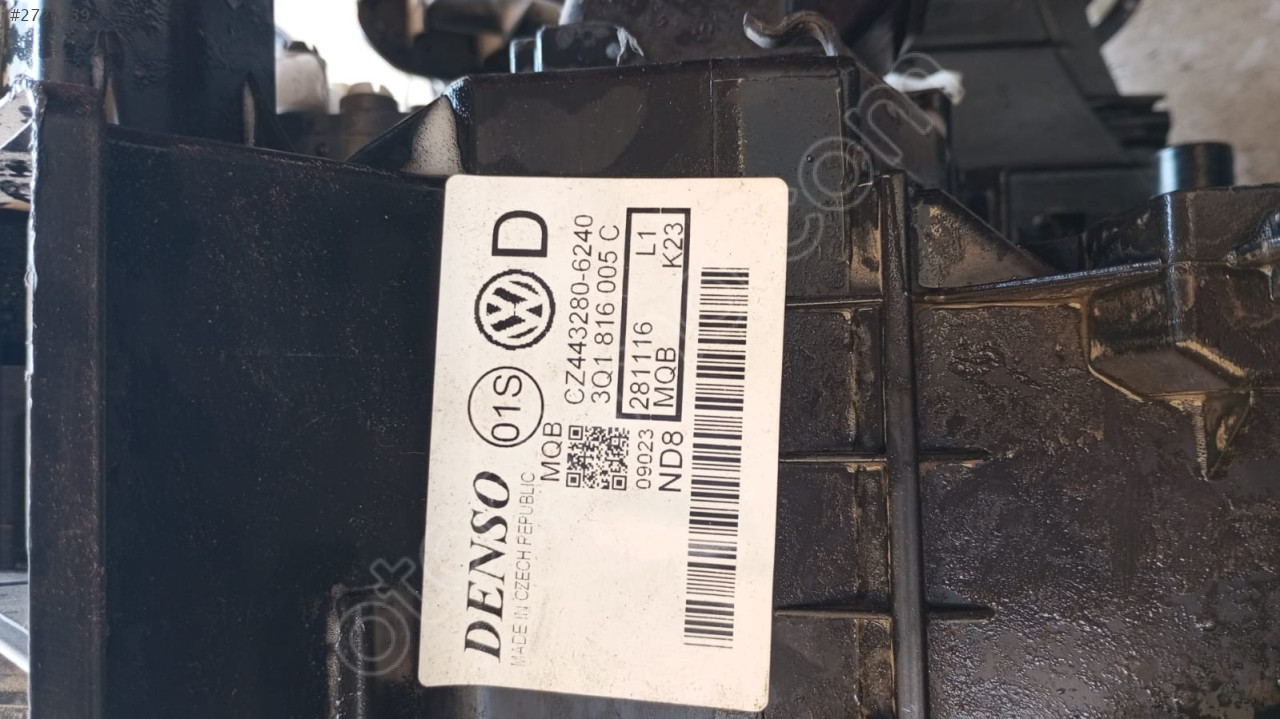 DENSO
MADE IN CZECH REPUBLIC
01S
D
MQB
CZ443280-6240
3Q1 816 005 C
09023
281116 L1
ND8
MQB K23